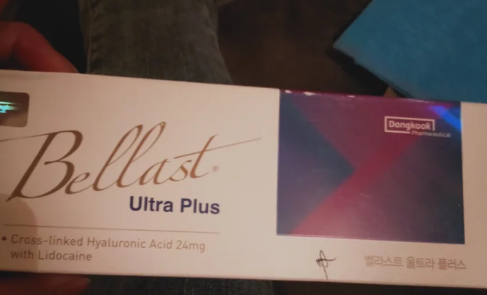 Bellast®
Ultra Plus
• Cross-linked Hyaluronic Acid 24mg
with Lidocaine
Dongkook
Pharmaceutical
벨라스트 울트라 플러스